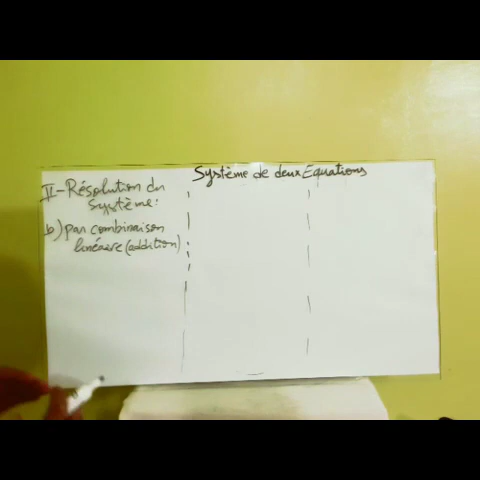 Système de deux Equations
II-Résolution du
Système:
b) par combinaison
linéaire (addition)